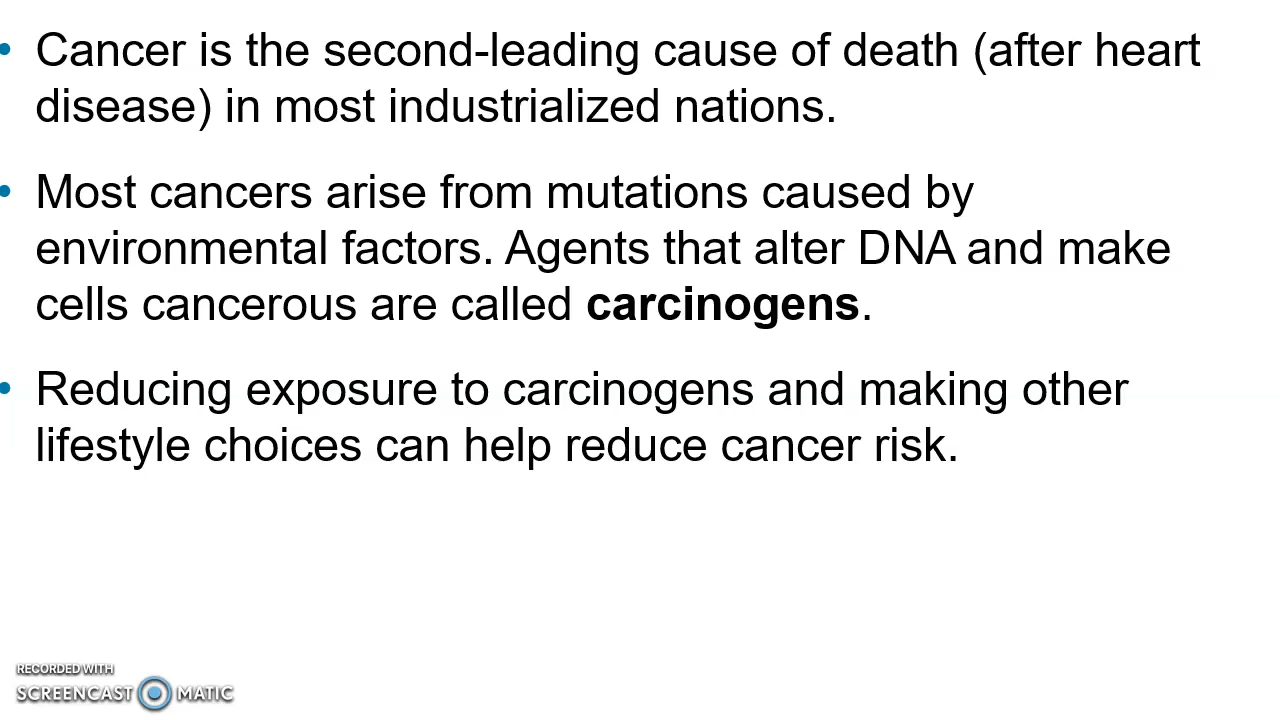 • Cancer is the second-leading cause of death (after heart
disease) in most industrialized nations.
• Most cancers arise from mutations caused by
environmental factors. Agents that alter DNA and make
cells cancerous are called carcinogens.
• Reducing exposure to carcinogens and making other
lifestyle choices can help reduce cancer risk.
RECORDED WITH
SCREENCAST MATIC